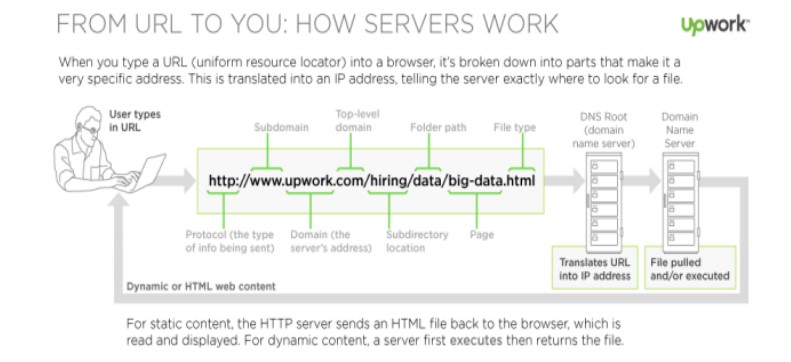 FROM URL TO YOU: HOW SERVERS WORK
Upwork™
When you type a URL (uniform resource locator) into a browser, it's broken down into parts that make it a
very specific address. This is translated into an IP address, telling the server exactly where to look for a file.
User types
in URL
Subdomain
Top-level
domain
Folder path
File type
DNS Root
(domain
name server)
Domain
Name
Server
http://www.upwork.com/hiring/data/big-data.html
Protocol (the type
of info being sent)
Domain (the
server's address)
Subdirectory
location
Page
Translates URL
into IP address
File pulled
and/or executed
Dynamic or HTML web content
For static content, the HTTP server sends an HTML file back to the browser, which is
read and displayed. For dynamic content, a server first executes then returns the file.